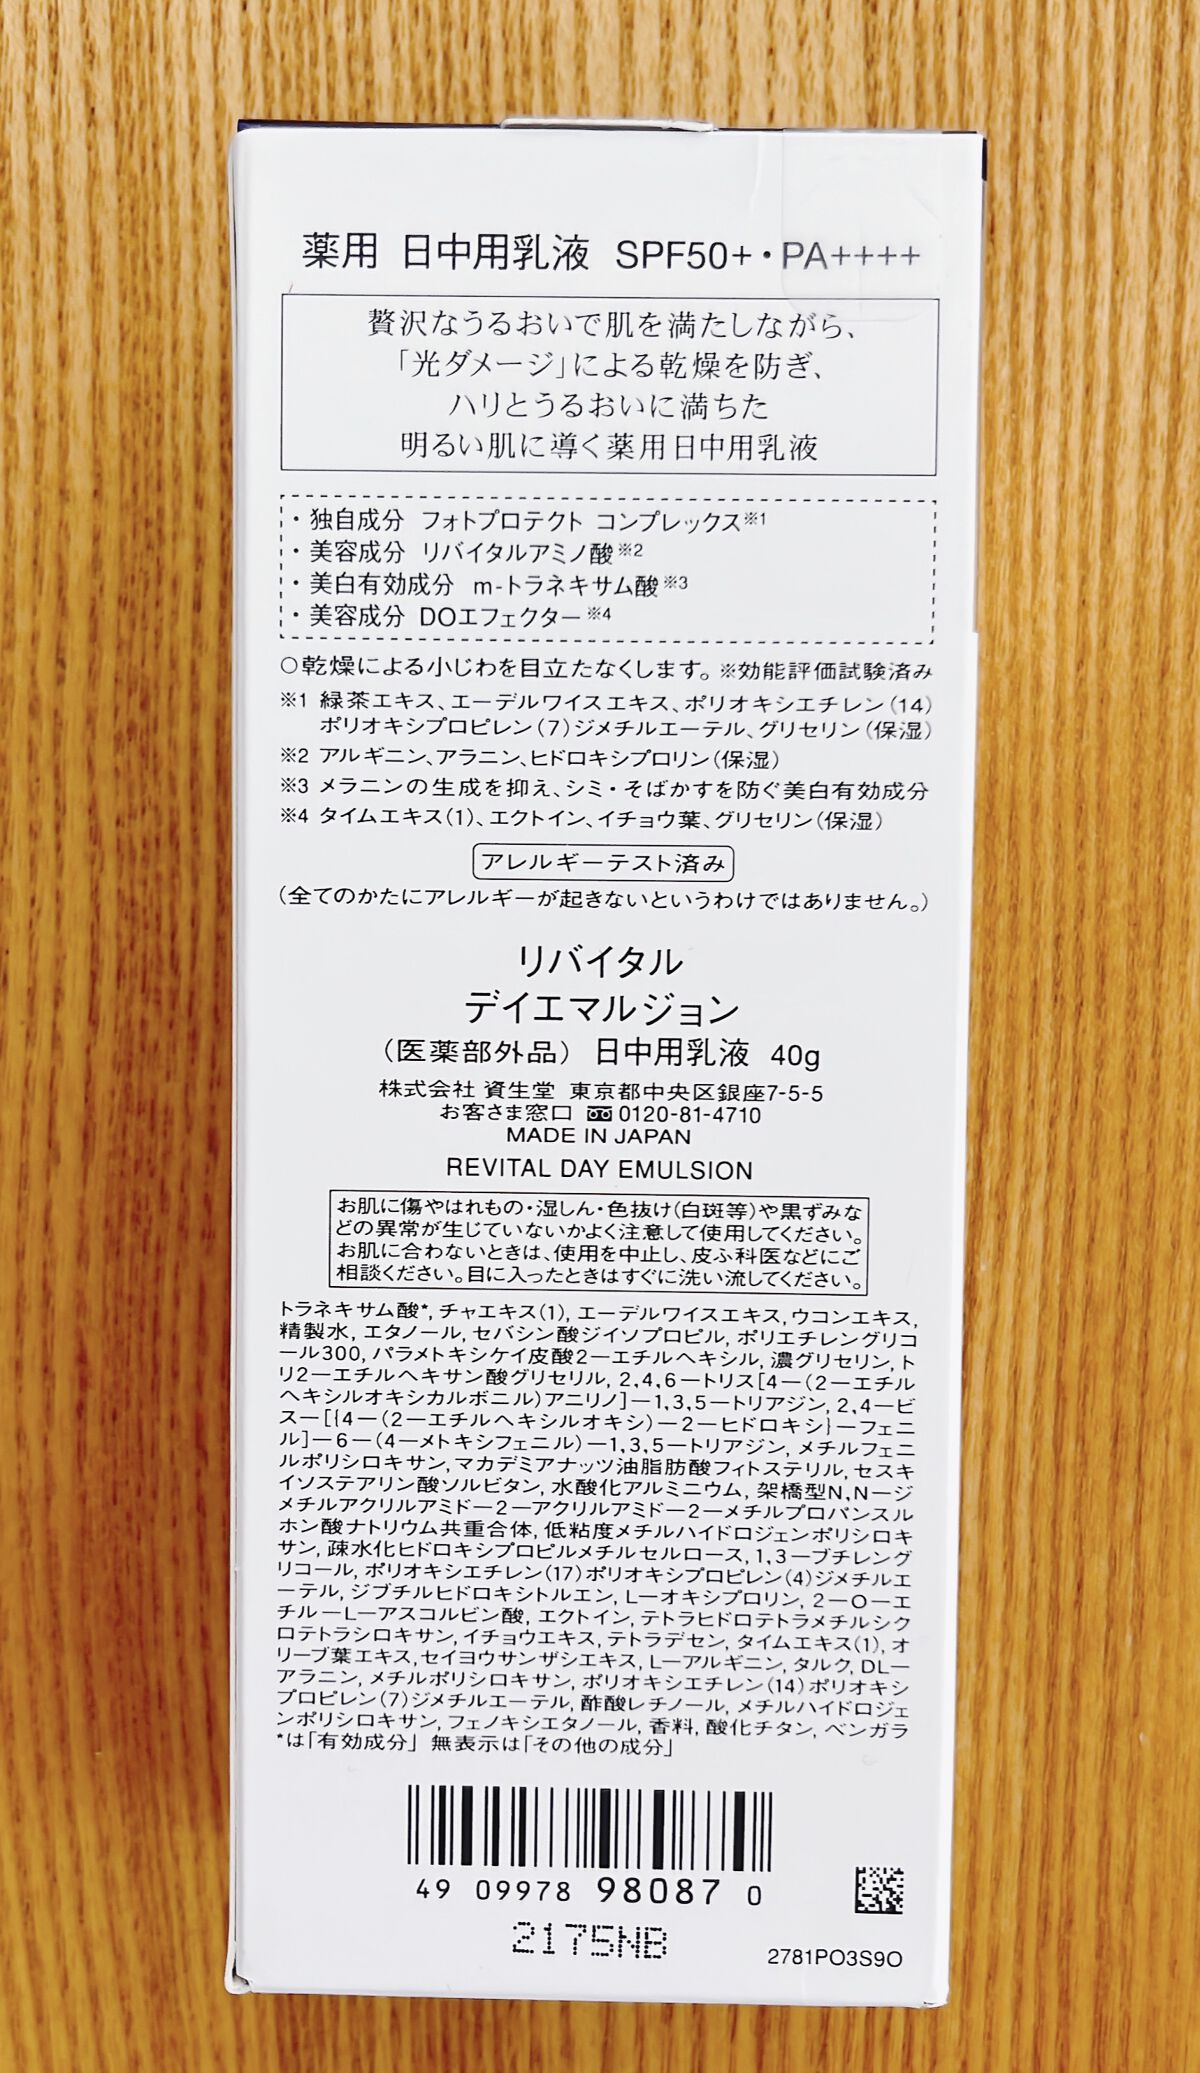 薬用 日中用乳液 SPF50+・PA++++
贅沢なうるおいで肌を満たしながら、
「光ダメージ」による乾燥を防ぎ、
ハリとうるおいに満ちた
明るい肌に導く薬用日中用乳液
・独自成分 フォトプロテクト コンプレックス※1
・美容成分 リバイタルアミノ酸※2
・美白有効成分 m-トラネキサム酸※3
・美容成分 DOエフェクター※4
○乾燥による小じわを目立たなくします。※効能評価試験済み
※1 緑茶エキス、エーデルワイスエキス、ポリオキシエチレン(14)
ポリオキシプロピレン(7)ジメチルエーテル、グリセリン(保湿)
※2 アルギニン、アラニン、ヒドロキシプロリン(保湿)
※3 メラニンの生成を抑え、シミ・そばかすを防ぐ美白有効成分
※4 タイムエキス(1)、エクトイン、イチョウ葉、グリセリン(保湿)
アレルギーテスト済み
(全てのかたにアレルギーが起きないというわけではありません。)
リバイタル
デイエマルジョン
(医薬部外品) 日中用乳液 40g
株式会社 資生堂 東京都中央区銀座7-5-5
お客さま窓口 0120-81-4710
MADE IN JAPAN
REVITAL DAY EMULSION
お肌に傷やはれもの・湿しん・色抜け(白斑等)や黒ずみな
どの異常が生じていないかよく注意して使用してください。
お肌に合わないときは、使用を中止し、皮ふ科医などにご
相談ください。目に入ったときはすぐに洗い流してください。
トラネキサム酸*, チャエキス(1), エーデルワイスエキス, ウコンエキス,
精製水, エタノール, セバシン酸ジイソプロピル, ポリエチレングリコ
ール300, パラメトキシケイ皮酸2－エチルヘキシル, 濃グリセリン, ト
リ2－エチルヘキサン酸グリセリル, 2,4,6－トリス[4－(2－エチル
ヘキシルオキシカルボニル)アニリノ]－1,3,5－トリアジン, 2,4－ビ
ス－[{4－(2－エチルヘキシルオキシ)－2－ヒドロキシ}－フェニ
ル]－6－(4－メトキシフェニル)－1,3,5－トリアジン, メチルフェニ
ルポリシロキサン, マカデミアナッツ油脂肪酸フィトステリル, セスキ
イソステアリン酸ソルビタン, 水酸化アルミニウム, 架橋型N,N－ジ
メチルアクリルアミド－2－アクリルアミド－2－メチルプロパンスル
ホン酸ナトリウム共重合体, 低粘度メチルハイドロジェンポリシロキ
サン, 疎水化ヒドロキシプロピルメチルセルロース, 1,3－ブチレング
リコール, ポリオキシエチレン(17)ポリオキシプロピレン(4)ジメチルエ
ーテル, ジブチルヒドロキシトルエン, L－オキシプロリン, 2－O－エ
チル－L－アスコルビン酸, エクトイン, テトラヒドロテトラメチルシク
ロテトラシロキサン, イチョウエキス, テトラデセン, タイムエキス(1), オ
リーブ葉エキス, セイヨウサンザシエキス, L－アルギニン, タルク, DL－
アラニン, メチルポリシロキサン, ポリオキシエチレン(14)ポリオキシ
プロピレン(7)ジメチルエーテル, 酢酸レチノール, メチルハイドロジェ
ンポリシロキサン, フェノキシエタノール, 香料, 酸化チタン, ベンガラ
*は「有効成分」 無表示は「その他の成分」
49 09978 98087 0
2175NB
2781PO3S9O